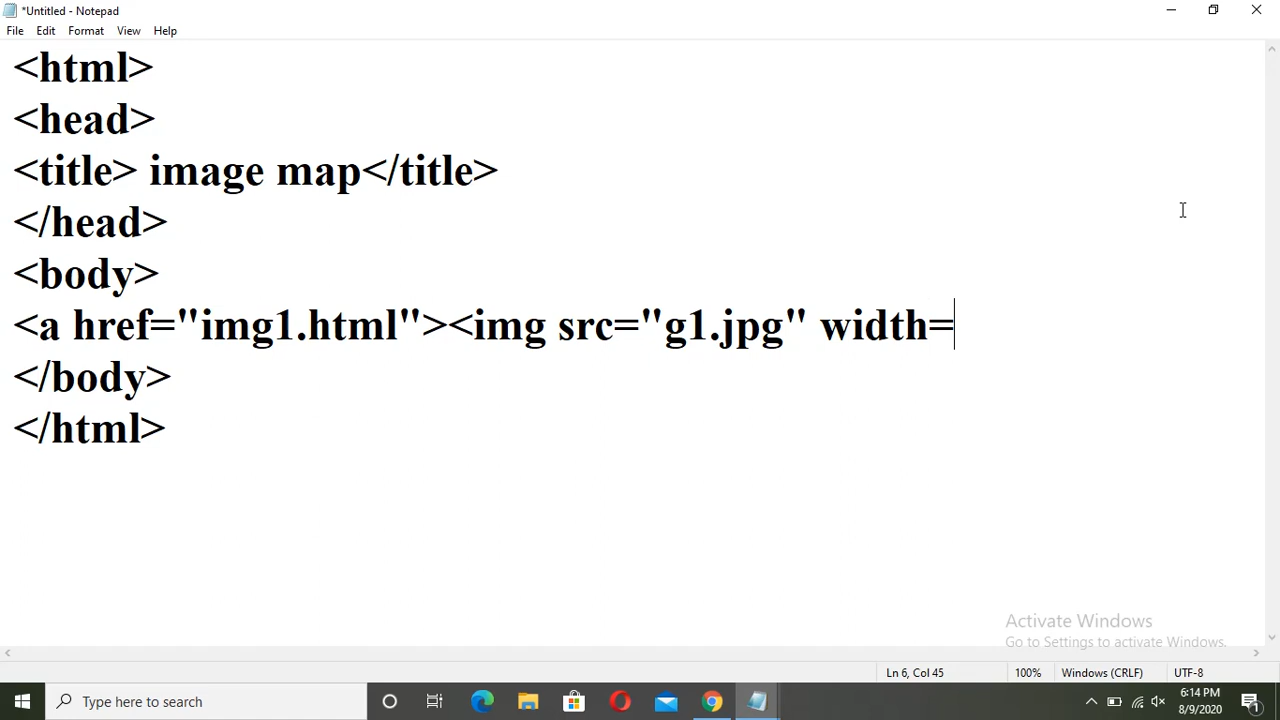 *Untitled - Notepad
File Edit Format View Help
<html>
<head>
<title> image map</title>
</head>
<body>
<a href="img1.html"><img src="g1.jpg" width=
</body>
</html>
Activate Windows
Go to Settings to activate Windows.
Ln 6, Col 45 100% Windows (CRLF) UTF-8
Type here to search
6:14 PM
8/9/2020
1